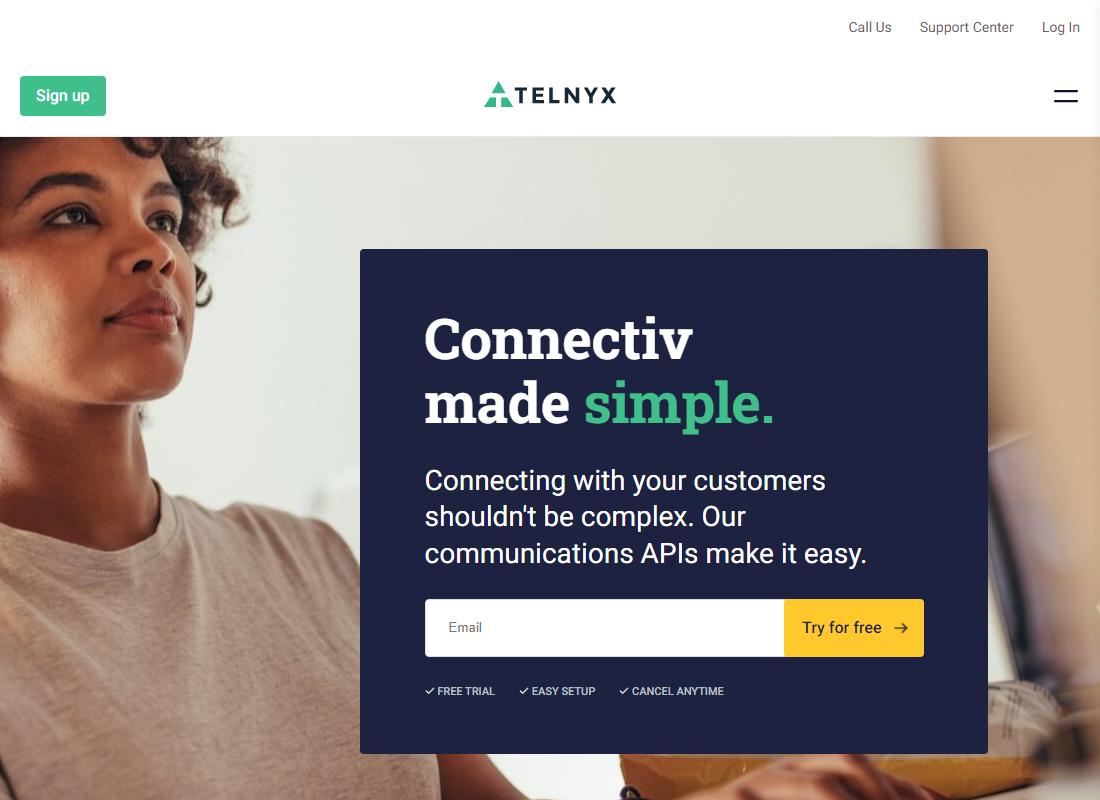 Call Us Support Center Log In
Sign up
TELNYX
Connectiv
made simple.
Connecting with your customers
shouldn't be complex. Our
communications APIs make it easy.
Email
Try for free →
✓ FREE TRIAL ✓ EASY SETUP ✓ CANCEL ANYTIME